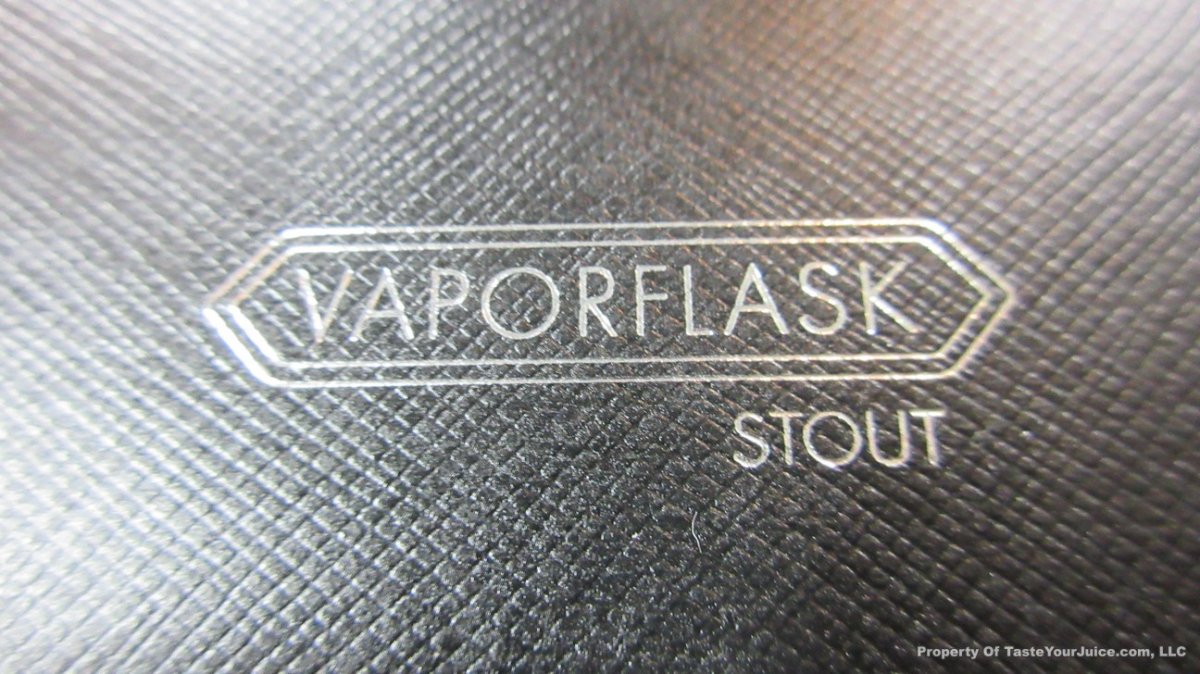 VAPORFLASK
STOUT
Property Of TasteYourJuice.com, LLC